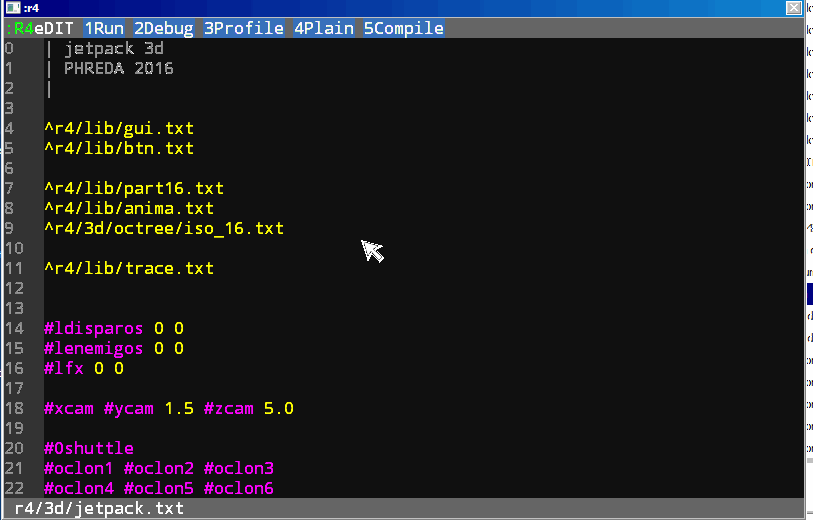 :r4
:R4eDIT 1Run 2Debug 3Profile 4Plain 5Compile
0 | jetpack 3d
1 | PHREDA 2016
2 |
3
4 ^r4/lib/gui.txt
5 ^r4/lib/btn.txt
6
7 ^r4/lib/part16.txt
8 ^r4/lib/anima.txt
9 ^r4/3d/octree/iso_16.txt
10
11 ^r4/lib/trace.txt
12
13
14 #ldisparos 0 0
15 #lenemigos 0 0
16 #lfx 0 0
17
18 #xcam #ycam 1.5 #zcam 5.0
19
20 #Oshuttle
21 #oclon1 #oclon2 #oclon3
22 #oclon4 #oclon5 #oclon6
r4/3d/jetpack.txt